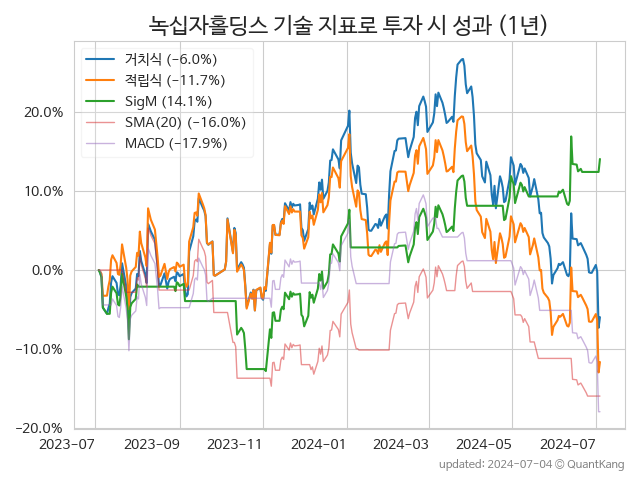 녹십자홀딩스 기술 지표로 투자 시 성과 (1년)
거치식 (−6.0%)
적립식 (−11.7%)
SigM (14.1%)
SMA(20) (−16.0%)
MACD (−17.9%)
20.0%
10.0%
0.0%
−10.0%
−20.0%
2023-07 2023-09 2023-11 2024-01 2024-03 2024-05 2024-07
updated: 2024-07-04 © QuantKang